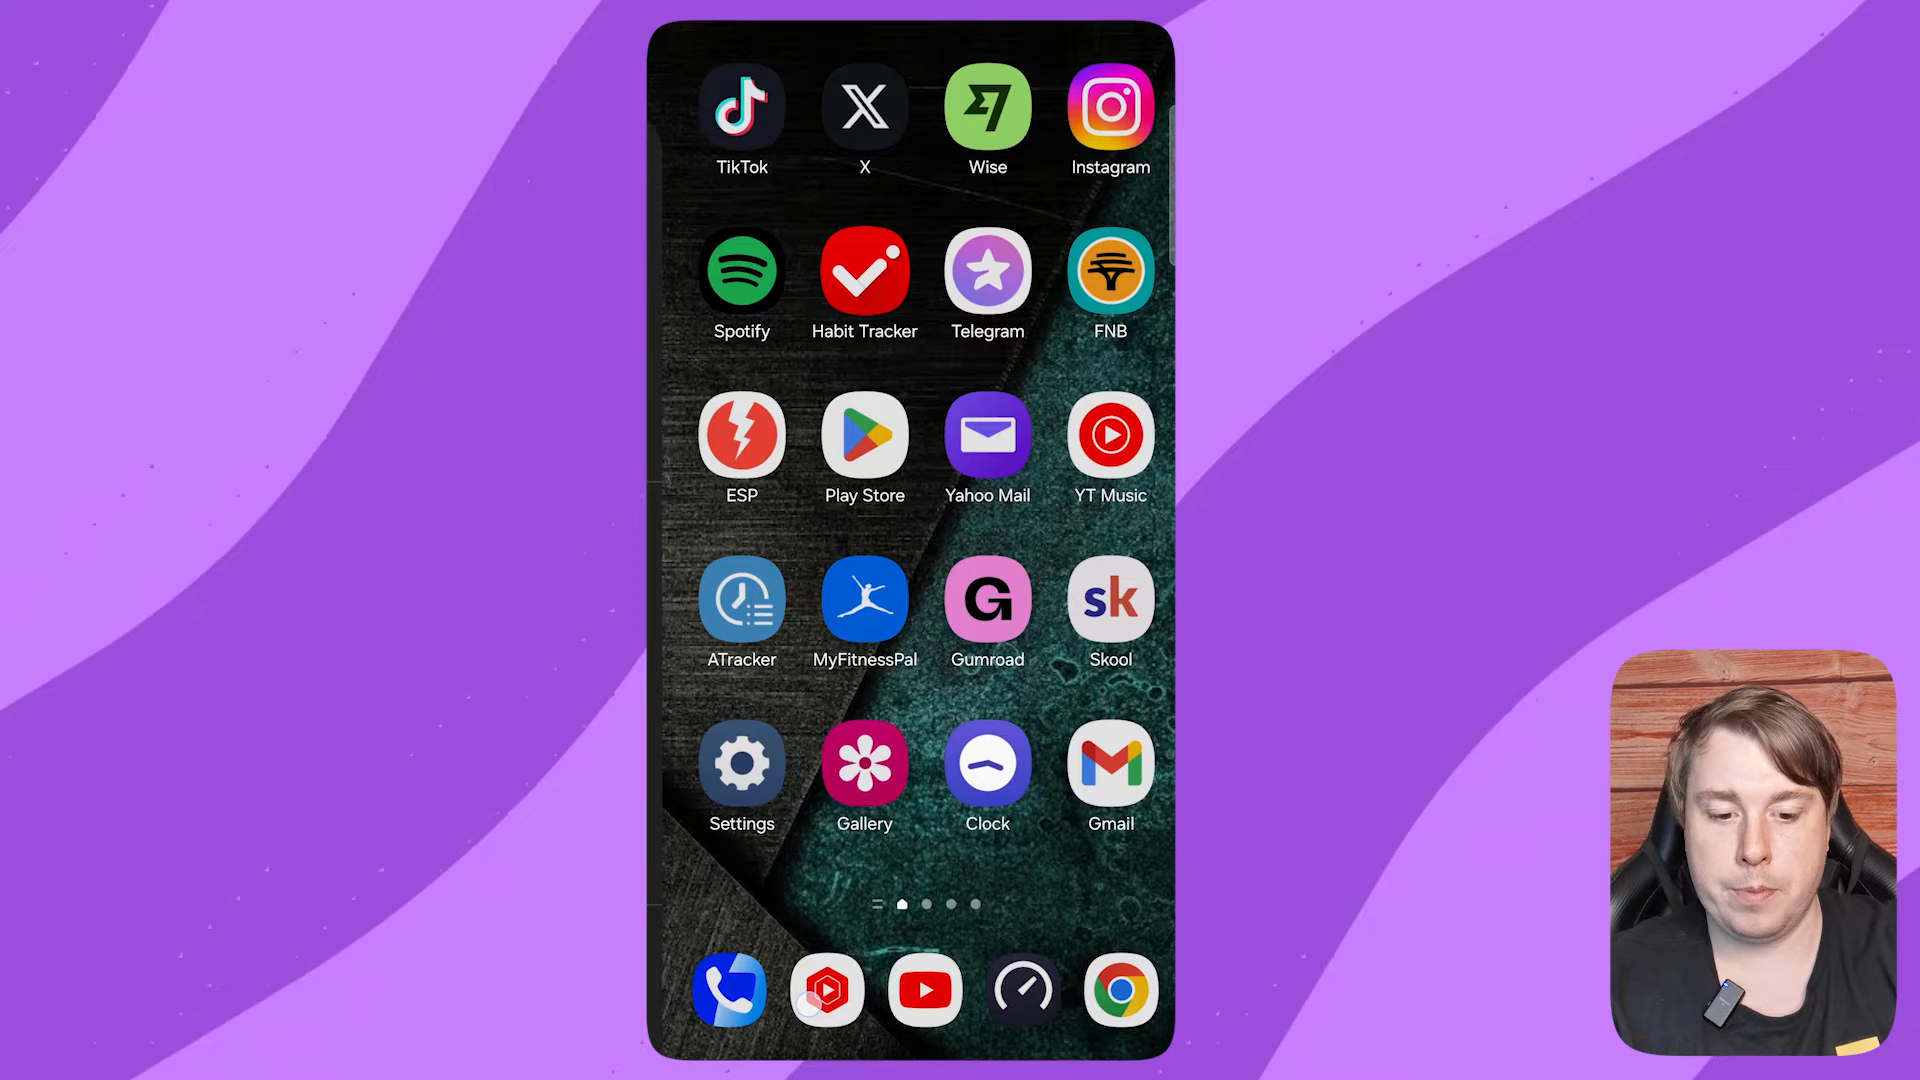 TikTok X Wise Instagram
Spotify Habit Tracker Telegram FNB
ESP Play Store Yahoo Mail YT Music
sk
ATracker MyFitnessPal Gumroad Skool
Settings Gallery Clock Gmail